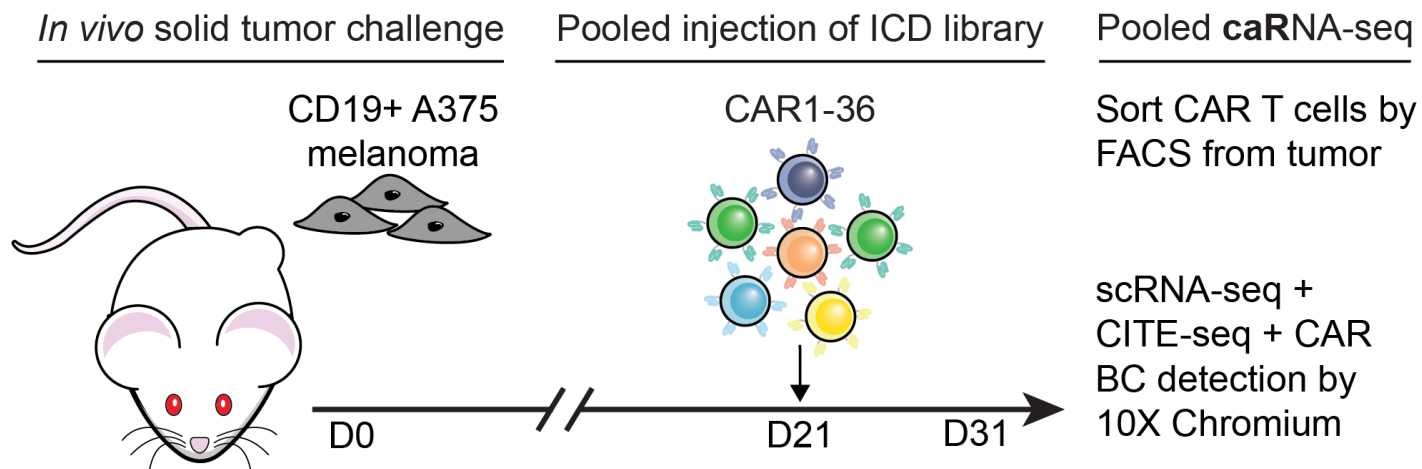 In vivo solid tumor challenge
CD19+ A375
melanoma
D0
Pooled injection of ICD library
CAR1-36
D21
D31
Pooled caRNA-seq
Sort CAR T cells by
FACS from tumor
scRNA-seq +
CITE-seq + CAR
BC detection by
10X Chromium